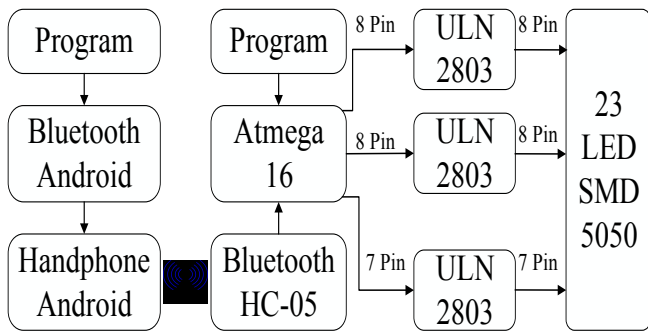 Program
Bluetooth
Android
Handphone
Android
Program
Atmega
16
Bluetooth
HC-05
8 Pin
ULN
2803
8 Pin
8 Pin
ULN
2803
8 Pin
7 Pin
ULN
2803
7 Pin
23
LED
SMD
5050